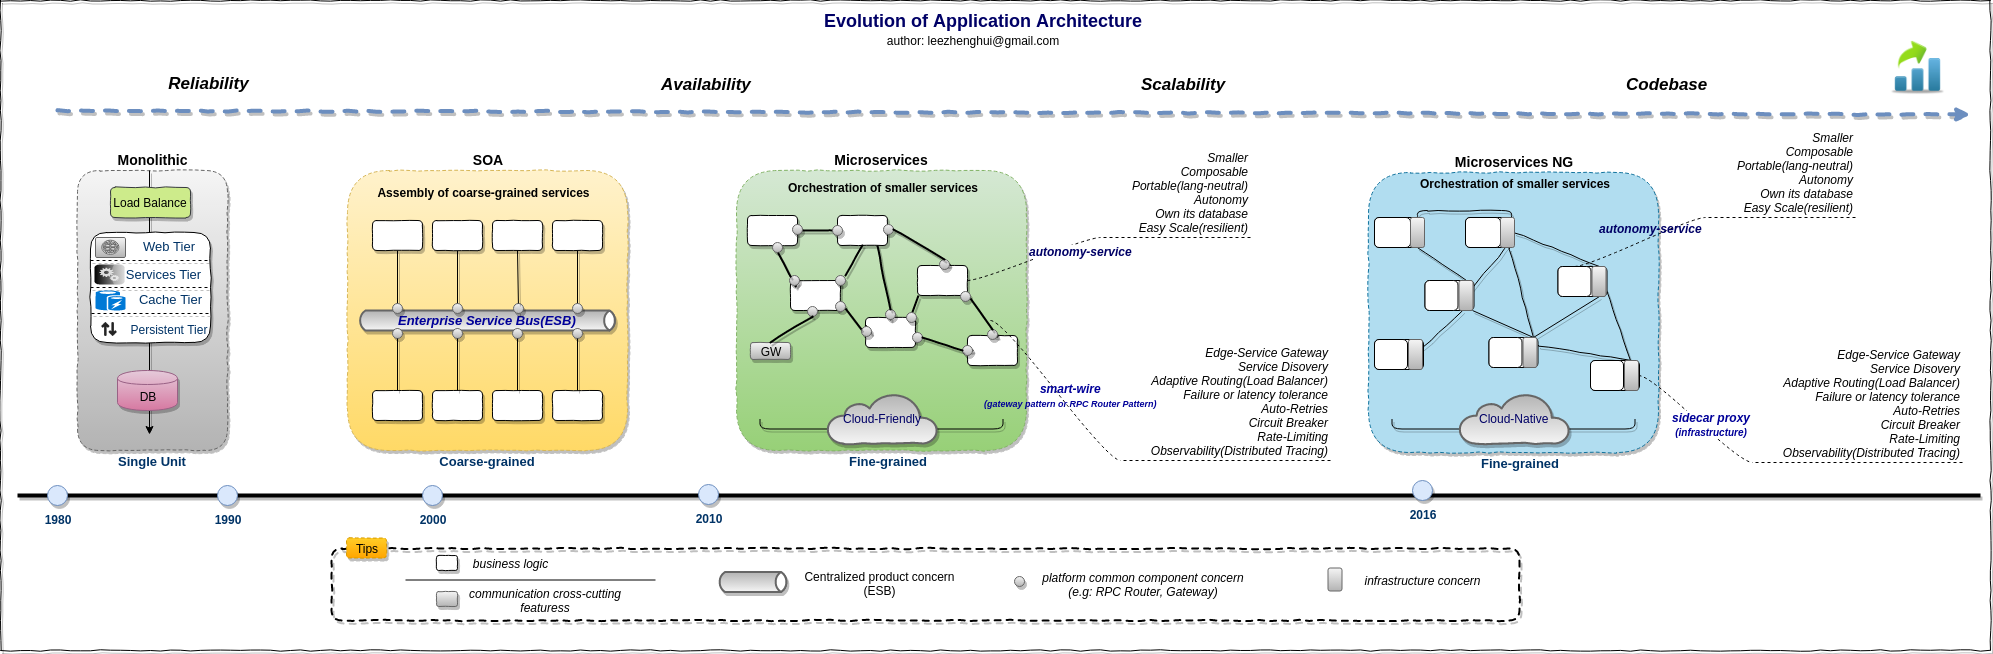 Evolution of Application Architecture
author: leezhenghui@gmail.com
Reliability
Availability
Scalability
Codebase
Monolithic
Load Balance
Web Tier
Services Tier
Cache Tier
Persistent Tier
DB
Single Unit
SOA
Assembly of coarse-grained services
Enterprise Service Bus(ESB)
Coarse-grained
Microservices
Orchestration of smaller services
GW
Cloud-Friendly
Fine-grained
Smaller
Composable
Portable(lang-neutral)
Autonomy
Own its database
Easy Scale(resilient)
autonomy-service
smart-wire
(gateway pattern or RPC Router Pattern)
Edge-Service Gateway
Service Disovery
Adaptive Routing(Load Balancer)
Failure or latency tolerance
Auto-Retries
Circuit Breaker
Rate-Limiting
Observability(Distributed Tracing)
Microservices NG
Orchestration of smaller services
Cloud-Native
Fine-grained
Smaller
Composable
Portable(lang-neutral)
Autonomy
Own its database
Easy Scale(resilient)
autonomy-service
sidecar proxy
(infrastructure)
Edge-Service Gateway
Service Disovery
Adaptive Routing(Load Balancer)
Failure or latency tolerance
Auto-Retries
Circuit Breaker
Rate-Limiting
Observability(Distributed Tracing)
1980
1990
2000
2010
2016
Tips
business logic
communication cross-cutting
featuress
Centralized product concern
(ESB)
platform common component concern
(e.g: RPC Router, Gateway)
infrastructure concern